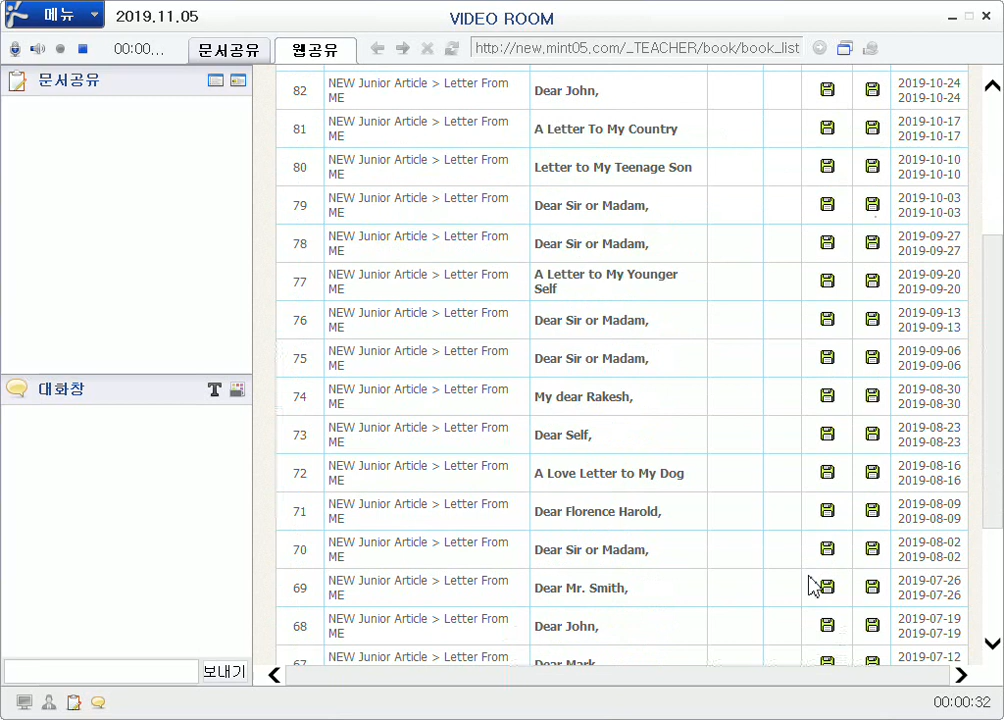 메뉴 2019.11.05 VIDEO ROOM
00:00... 문서공유 웹공유 http://new.mint05.com/_TEACHER/book/book_list
문서공유
대화창
보내기
82 NEW Junior Article > Letter From ME Dear John, 2019-10-24 2019-10-24
81 NEW Junior Article > Letter From ME A Letter To My Country 2019-10-17 2019-10-17
80 NEW Junior Article > Letter From ME Letter to My Teenage Son 2019-10-10 2019-10-10
79 NEW Junior Article > Letter From ME Dear Sir or Madam, 2019-10-03 2019-10-03
78 NEW Junior Article > Letter From ME Dear Sir or Madam, 2019-09-27 2019-09-27
77 NEW Junior Article > Letter From ME A Letter to My Younger Self 2019-09-20 2019-09-20
76 NEW Junior Article > Letter From ME Dear Sir or Madam, 2019-09-13 2019-09-13
75 NEW Junior Article > Letter From ME Dear Sir or Madam, 2019-09-06 2019-09-06
74 NEW Junior Article > Letter From ME My dear Rakesh, 2019-08-30 2019-08-30
73 NEW Junior Article > Letter From ME Dear Self, 2019-08-23 2019-08-23
72 NEW Junior Article > Letter From ME A Love Letter to My Dog 2019-08-16 2019-08-16
71 NEW Junior Article > Letter From ME Dear Florence Harold, 2019-08-09 2019-08-09
70 NEW Junior Article > Letter From ME Dear Sir or Madam, 2019-08-02 2019-08-02
69 NEW Junior Article > Letter From ME Dear Mr. Smith, 2019-07-26 2019-07-26
68 NEW Junior Article > Letter From ME Dear John, 2019-07-19 2019-07-19
67 NEW Junior Article > Letter From Dear Mark 2019-07-12
00:00:32